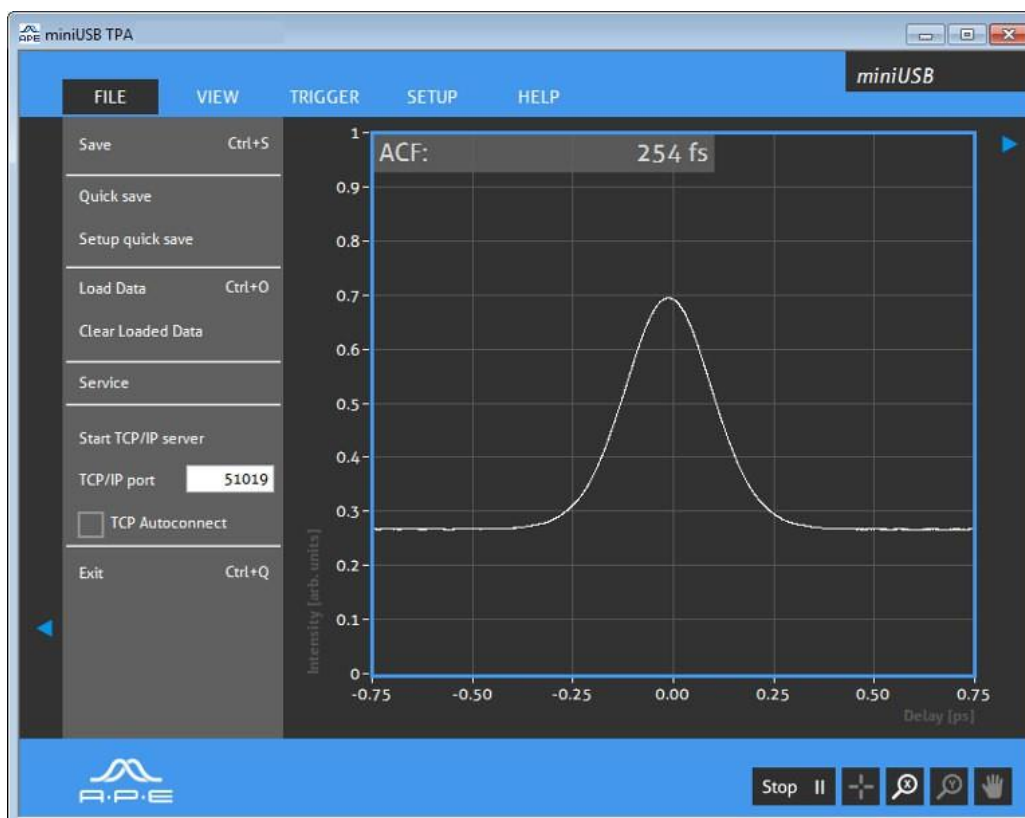 APE miniUSB TPA
miniUSB
FILE VIEW TRIGGER SETUP HELP
Save Ctrl+S
Quick save
Setup quick save
Load Data Ctrl+O
Clear Loaded Data
Service
Start TCP/IP server
TCP/IP port 51019
TCP Autoconnect
Exit Ctrl+Q
ACF: 254 fs
1
0.9
0.8
0.7
0.6
0.5
0.4
0.3
0.2
0.1
0
Intensity [arb. units]
-0.75 -0.50 -0.25 0.00 0.25 0.50 0.75
Delay [ps]
A·P·E
Stop
X
Y